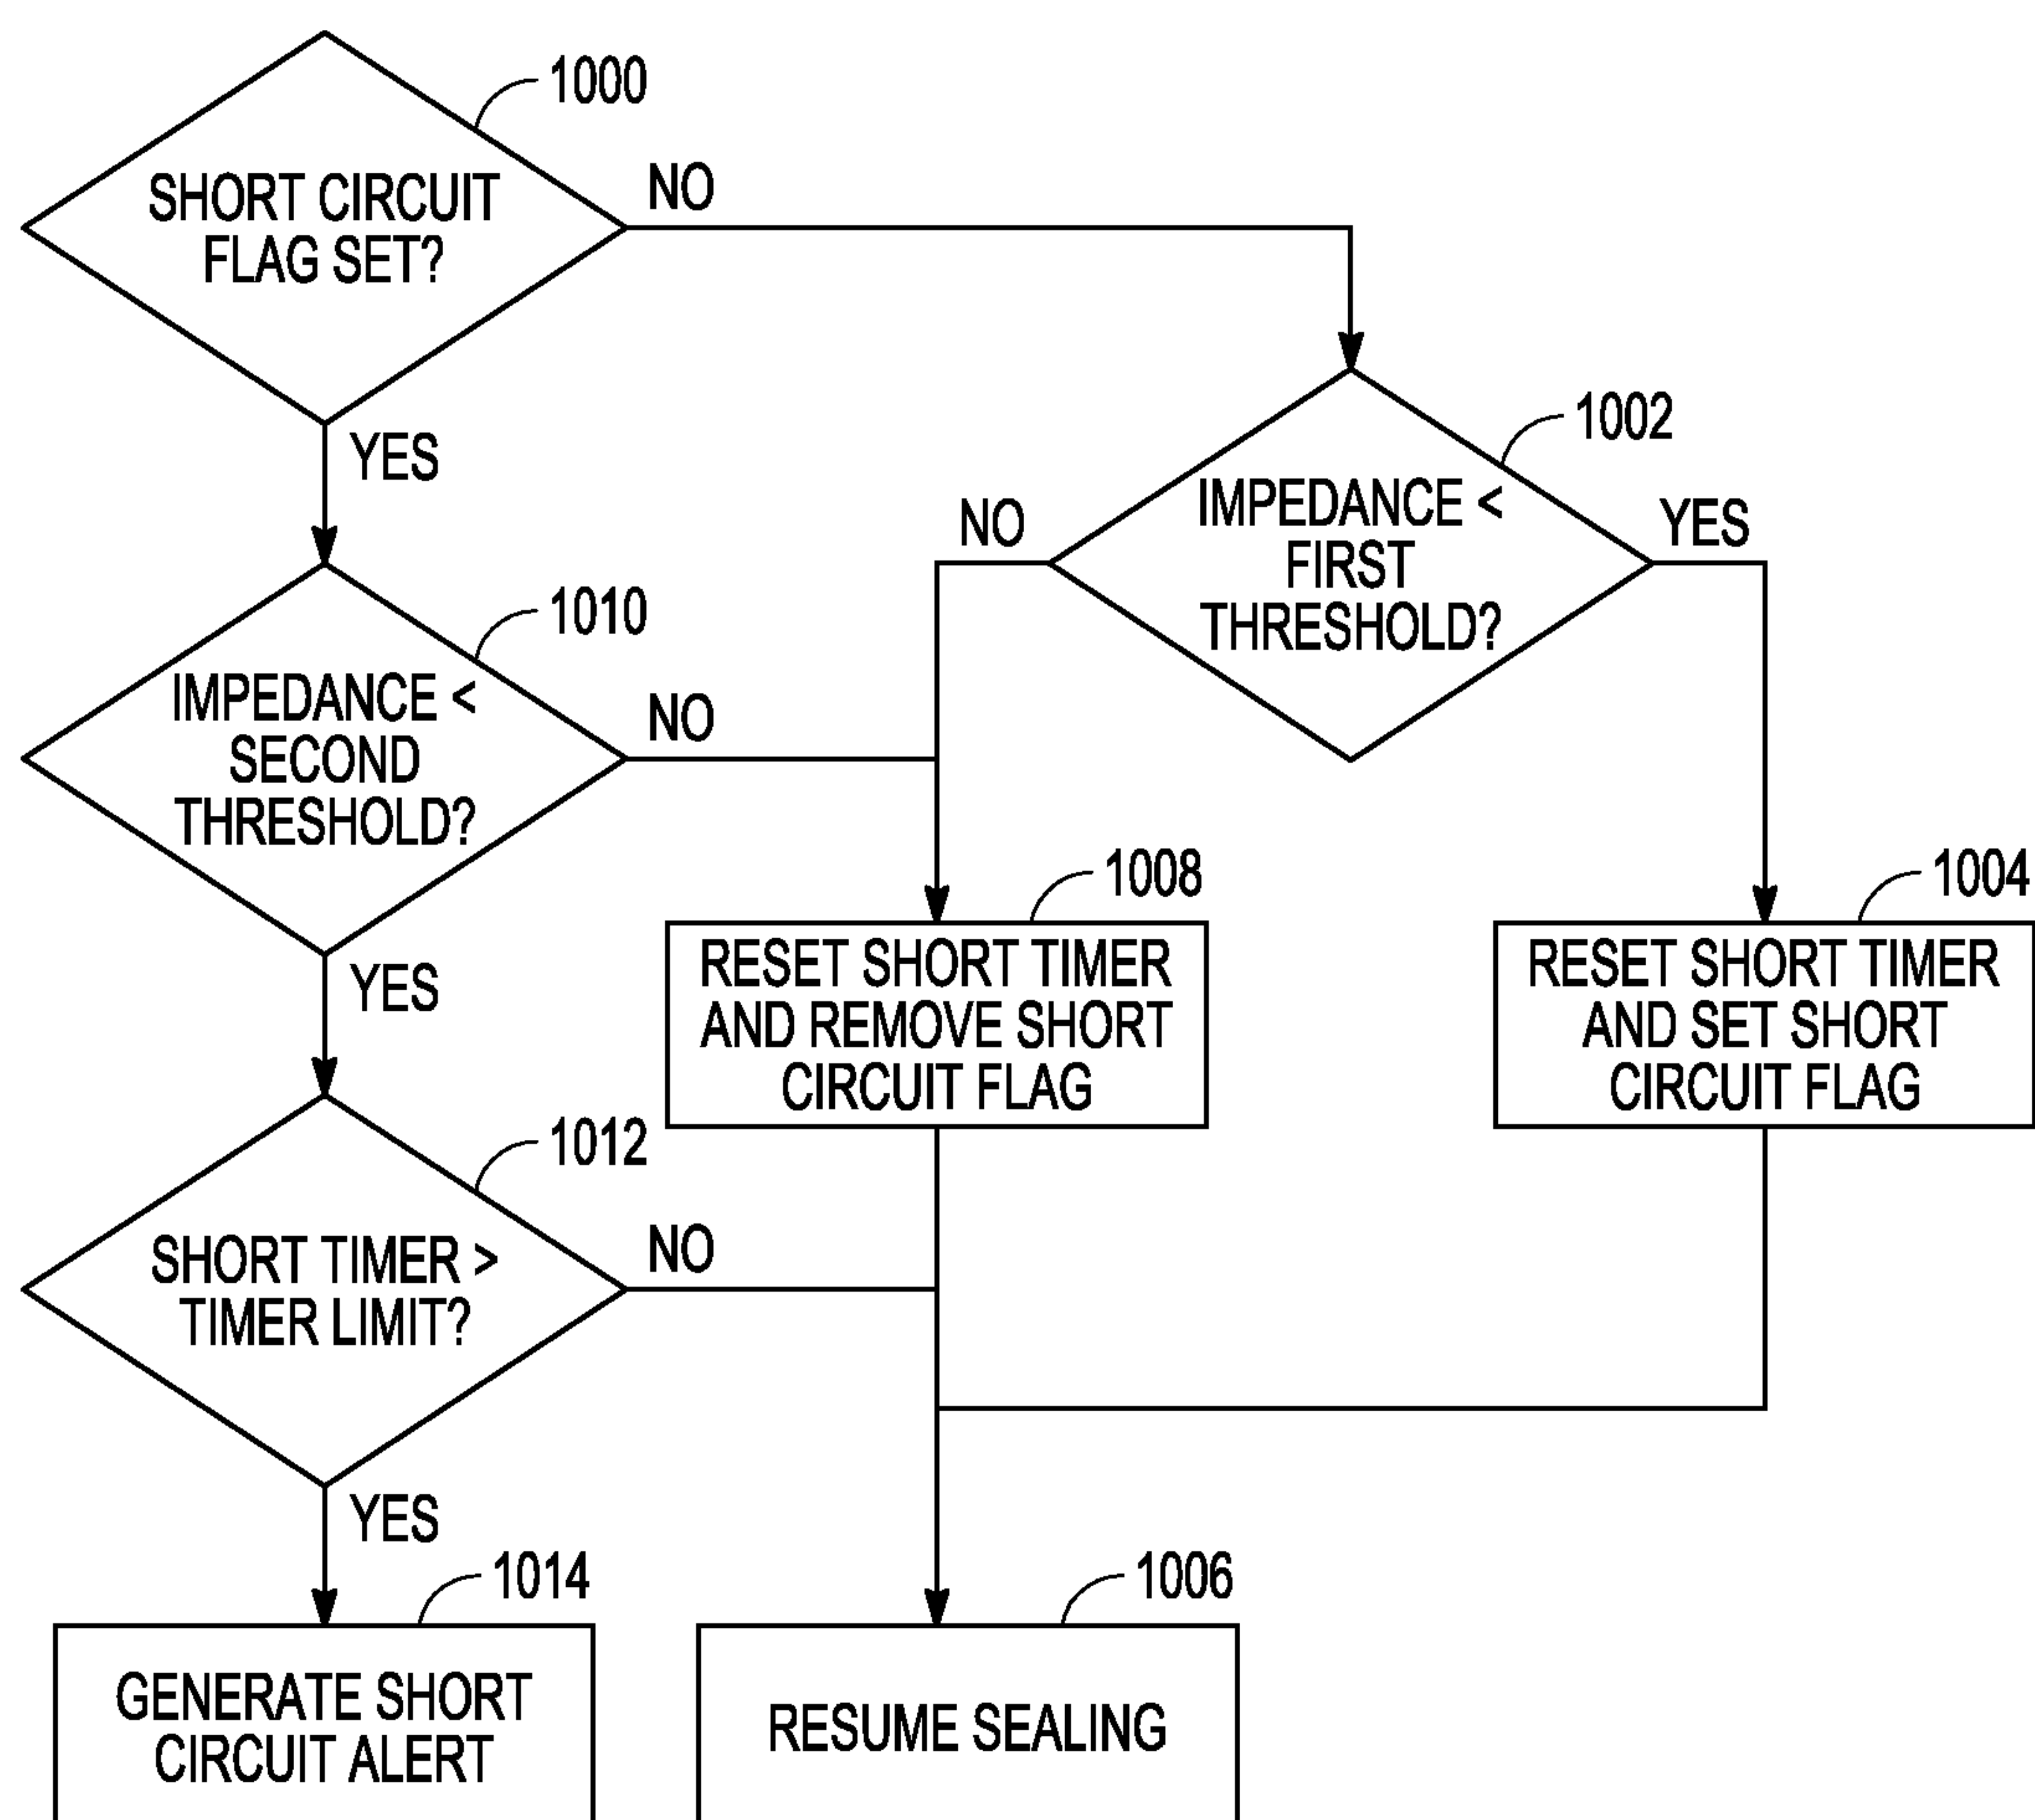 1000
SHORT CIRCUIT
FLAG SET?
NO
YES
1002
IMPEDANCE <
FIRST
THRESHOLD?
NO
YES
1010
IMPEDANCE <
SECOND
THRESHOLD?
NO
YES
1008
RESET SHORT TIMER
AND REMOVE SHORT
CIRCUIT FLAG
1004
RESET SHORT TIMER
AND SET SHORT
CIRCUIT FLAG
1012
SHORT TIMER >
TIMER LIMIT?
NO
YES
1014
GENERATE SHORT
CIRCUIT ALERT
1006
RESUME SEALING